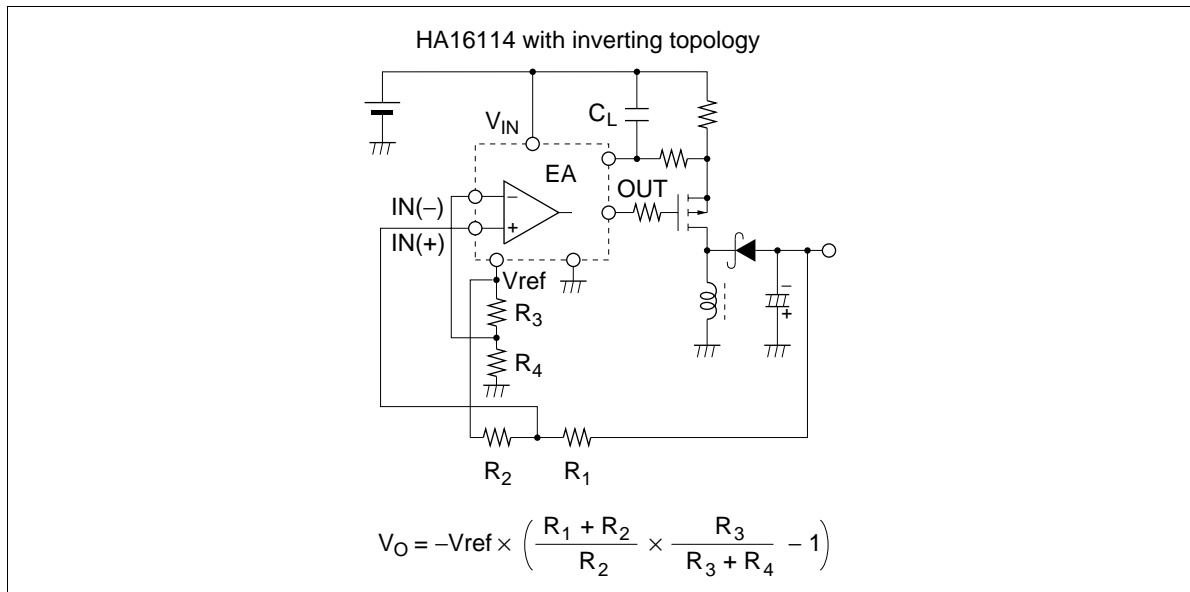 HA16114 with inverting topology
V_IN
C_L
EA
OUT
IN(−)
−
IN(+)
+
Vref
−
+
R_3
R_4
R_2
R_1
V_O = −Vref × ( (R_1 + R_2) / R_2 × R_3 / (R_3 + R_4) − 1 )